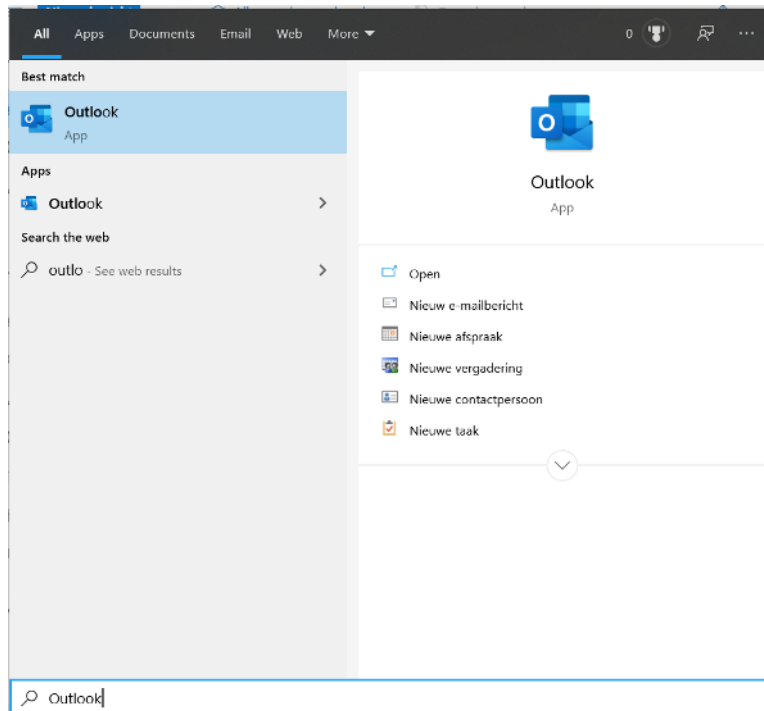 All Apps Documents Email Web More 0 ...
Best match
Outlook
App
Apps
Outlook
Search the web
outlo - See web results
Outlook
App
Open
Nieuw e-mailbericht
Nieuwe afspraak
Nieuwe vergadering
Nieuwe contactpersoon
Nieuwe taak
Outlook